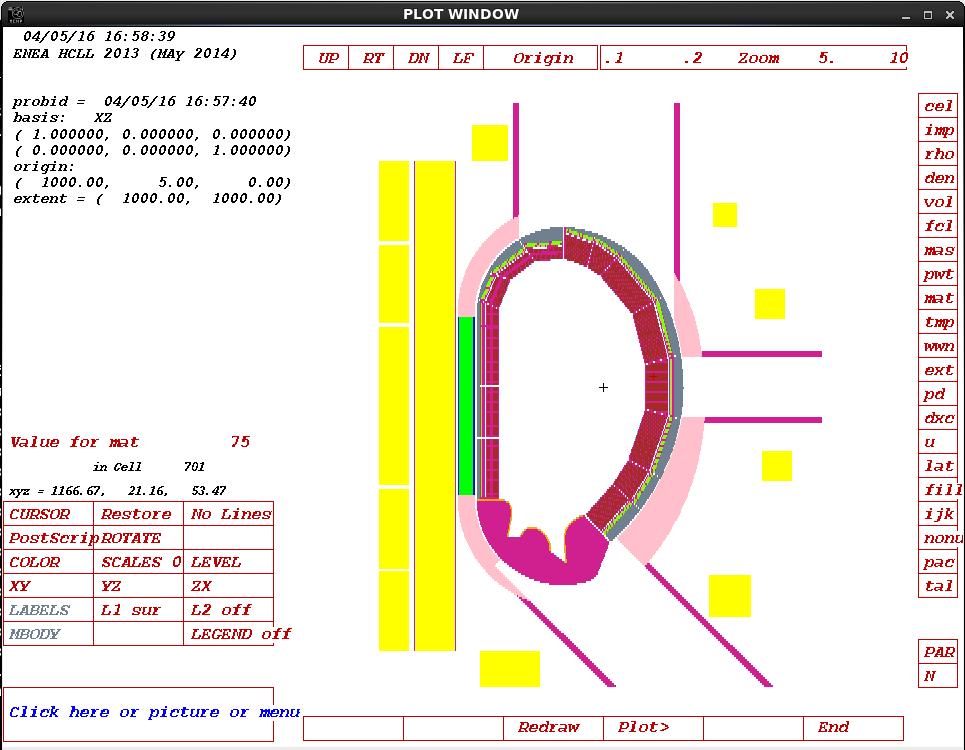 PLOT WINDOW
04/05/16 16:58:39
ENEA HCLL 2013 (MAy 2014)
UP RT DN LF Origin .1 .2 Zoom 5. 10
probid = 04/05/16 16:57:40
basis: XZ
( 1.000000, 0.000000, 0.000000)
( 0.000000, 0.000000, 1.000000)
origin:
( 1000.00, 5.00, 0.00)
extent = ( 1000.00, 1000.00)
cel
imp
rho
den
vol
fcl
mas
pwt
mat
tmp
wwn
ext
pd
dxc
u
lat
fill
ijk
nonu
pac
tal
PAR
N
Value for mat 75
in Cell 701
xyz = 1166.67, 21.16, 53.47
CURSOR Restore No Lines
PostScrip ROTATE
COLOR SCALES 0 LEVEL
XY YZ ZX
LABELS L1 sur L2 off
MBODY LEGEND off
Click here or picture or menu
Redraw Plot> End